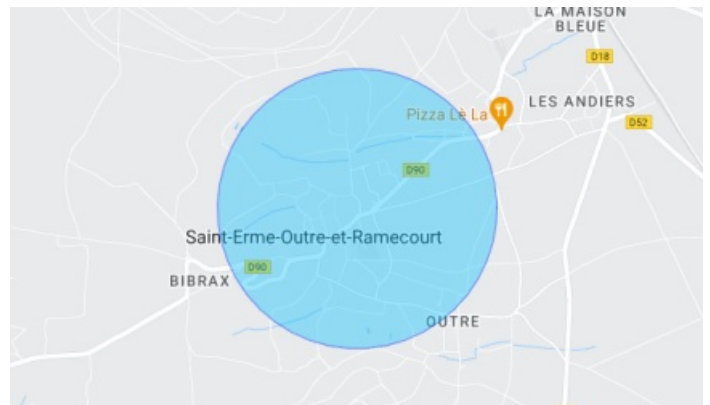 LA MAISON
BLEUE
D18
LES ANDIERS
Pizza Lè La
D52
D90
Saint-Erme-Outre-et-Ramecourt
D90
BIBRAX
OUTRE